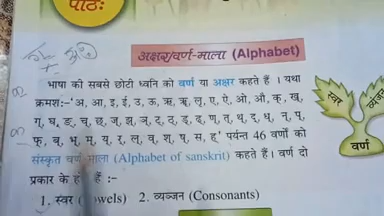 पाठः
अक्षर/वर्ण-माला (Alphabet)
भाषा की सबसे छोटी ध्वनि को वर्ण या अक्षर कहते हैं । यथा
क्रमशः-'अ, आ, इ, ई, उ, ऊ, ऋ, ॠ, लृ, ए, ऐ, ओ, औ, क्, ख्,
ग्, घ्, ङ्, च्, छ्, ज्, झ्, ञ्, ट्, ठ्, ड्, ढ्, ण्, त्, थ्, द्, ध्, न्, प्,
फ्, ब्, भ्, म्, य्, र्, ल्, व्, श्, ष्, स्, ह्' पर्यन्त 46 वर्णों को
संस्कृत वर्ण-माला (Alphabet of sanskrit) कहते हैं। वर्ण दो
प्रकार के हैं :-
1. स्वर 2. व्यञ्जन (Consonants)
स्वर
व्यञ्जन
वर्ण